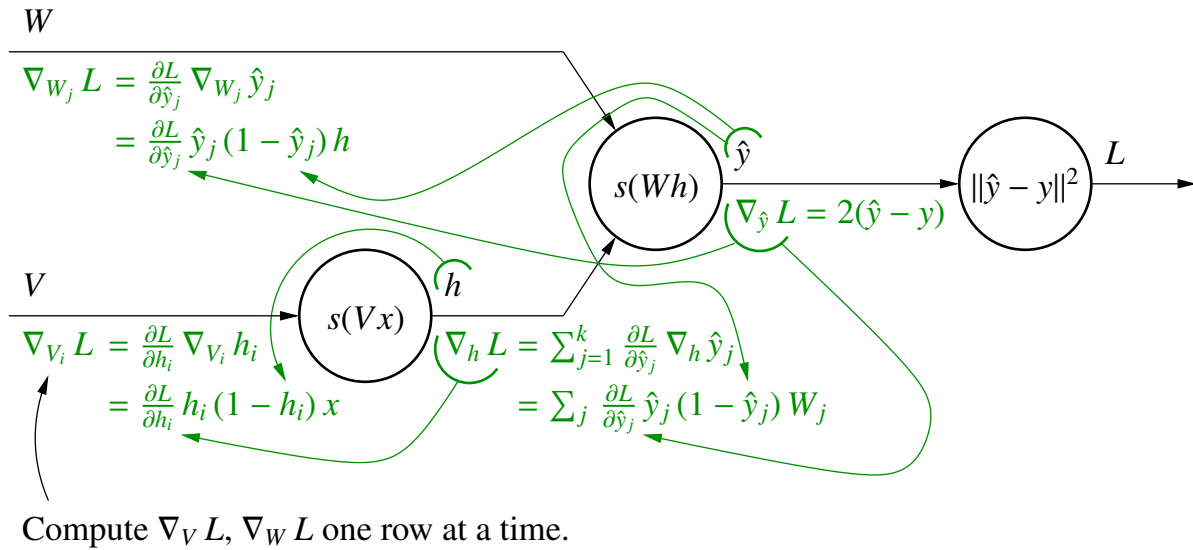 W
∇_{W_j} L = ∂L/∂ŷ_j ∇_{W_j} ŷ_j
= ∂L/∂ŷ_j ŷ_j (1 − ŷ_j) h
s(Wh)
ŷ
∇_ŷ L = 2(ŷ − y)
‖ŷ − y‖²
L
V
∇_{V_i} L = ∂L/∂h_i ∇_{V_i} h_i
= ∂L/∂h_i h_i (1 − h_i) x
s(Vx)
h
∇_h L = ∑_{j=1}^{k} ∂L/∂ŷ_j ∇_h ŷ_j
= ∑_j ∂L/∂ŷ_j ŷ_j (1 − ŷ_j) W_j
Compute ∇_V L, ∇_W L one row at a time.